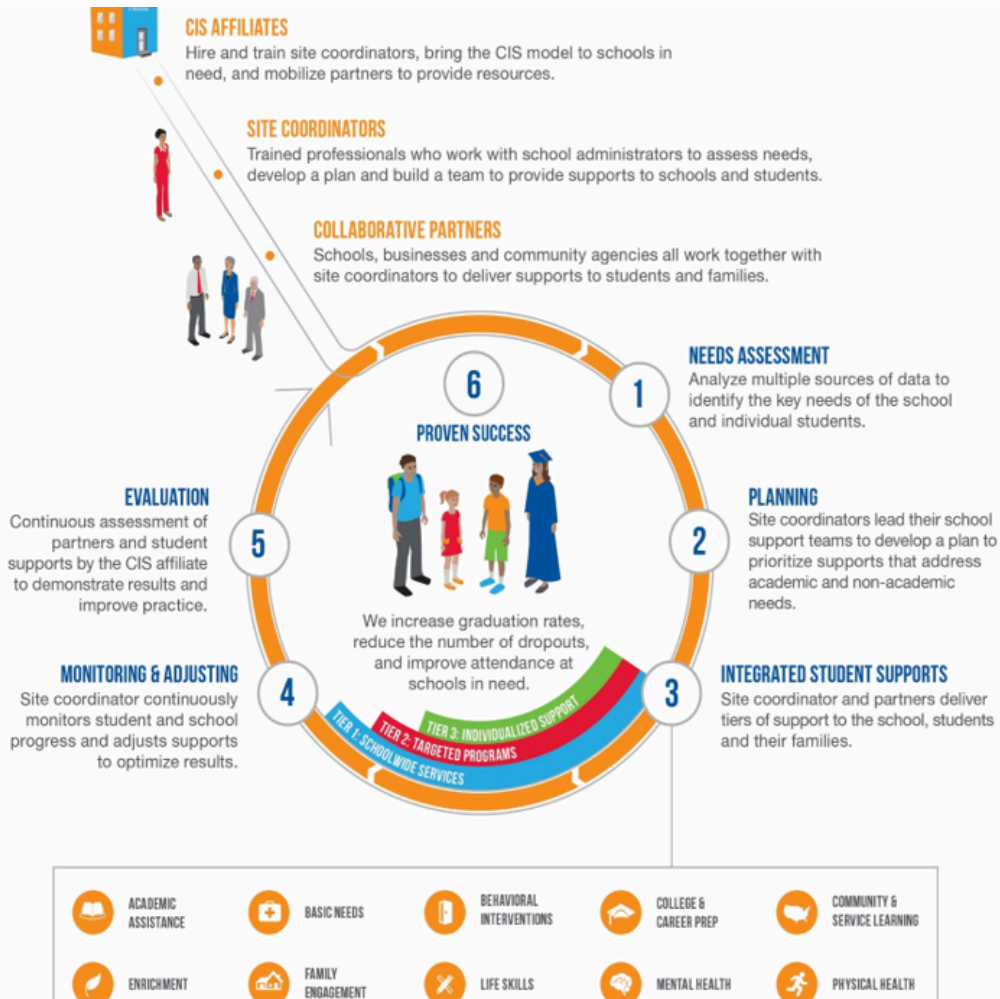 CIS AFFILIATES
Hire and train site coordinators, bring the CIS model to schools in
need, and mobilize partners to provide resources.
SITE COORDINATORS
Trained professionals who work with school administrators to assess needs,
develop a plan and build a team to provide supports to schools and students.
COLLABORATIVE PARTNERS
Schools, businesses and community agencies all work together with
site coordinators to deliver supports to students and families.
1
NEEDS ASSESSMENT
Analyze multiple sources of data to
identify the key needs of the school
and individual students.
2
PLANNING
Site coordinators lead their school
support teams to develop a plan to
prioritize supports that address
academic and non-academic
needs.
3
INTEGRATED STUDENT SUPPORTS
Site coordinator and partners deliver
tiers of support to the school, students
and their families.
4
MONITORING & ADJUSTING
Site coordinator continuously
monitors student and school
progress and adjusts supports
to optimize results.
5
EVALUATION
Continuous assessment of
partners and student
supports by the CIS affiliate
to demonstrate results and
improve practice.
6
PROVEN SUCCESS
We increase graduation rates,
reduce the number of dropouts,
and improve attendance at
schools in need.
TIER 3: INDIVIDUALIZED SUPPORT
TIER 2: TARGETED PROGRAMS
TIER 1: SCHOOLWIDE SERVICES
ACADEMIC
ASSISTANCE
BASIC NEEDS
BEHAVIORAL
INTERVENTIONS
COLLEGE &
CAREER PREP
COMMUNITY &
SERVICE LEARNING
ENRICHMENT
FAMILY
ENGAGEMENT
LIFE SKILLS
MENTAL HEALTH
PHYSICAL HEALTH